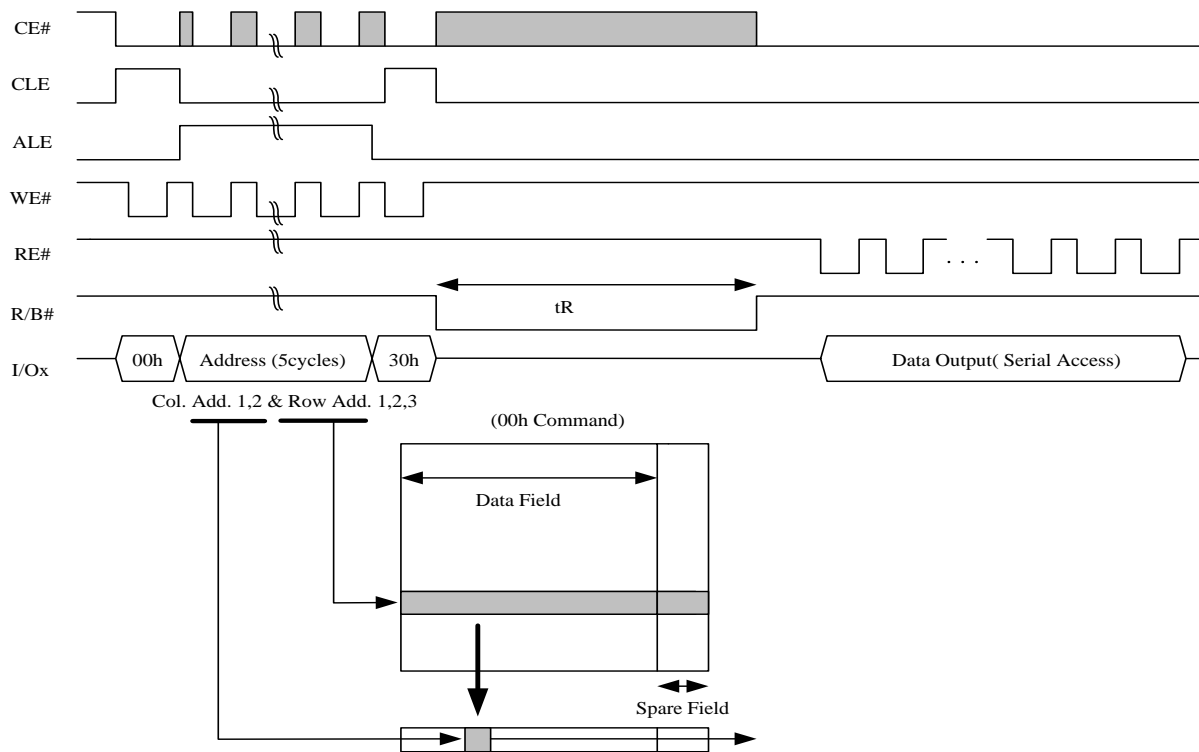 CE#
CLE
ALE
WE#
RE#
. . .
R/B#
tR
I/Ox
00h
Address (5cycles)
30h
Data Output( Serial Access)
Col. Add. 1,2 & Row Add. 1,2,3
(00h Command)
Data Field
Spare Field